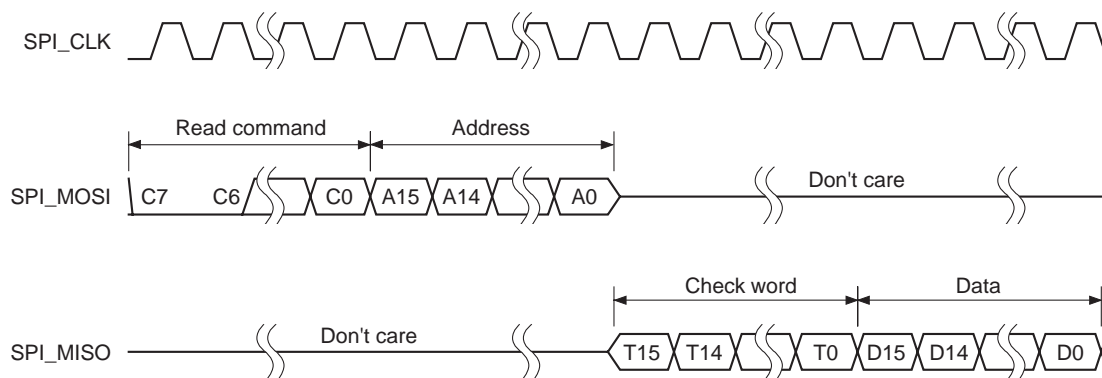 SPI_CLK
Read command Address
SPI_MOSI C7 C6 C0 A15 A14 A0 Don't care
Check word Data
SPI_MISO Don't care T15 T14 T0 D15 D14 D0